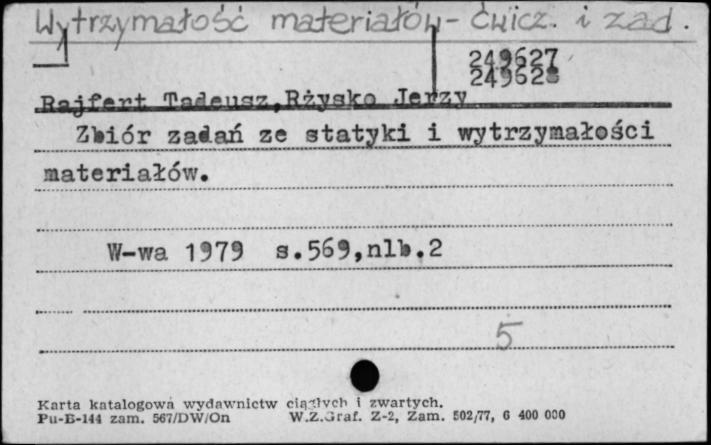 Wytrzymałość materiałów - ćwicz. i zad.
249627
249628
Rajfert Tadeusz, Rżysko Jerzy
Zbiór zadań ze statyki i wytrzymałości
materiałów.
W-wa 1979 s.569,nlb.2
5
Karta katalogowa wydawnictw ciągłych i zwartych.
Pu-B-144 zam. 567/DW/On W.Z.Graf. Z-2, Zam. 502/77, 6 400 000